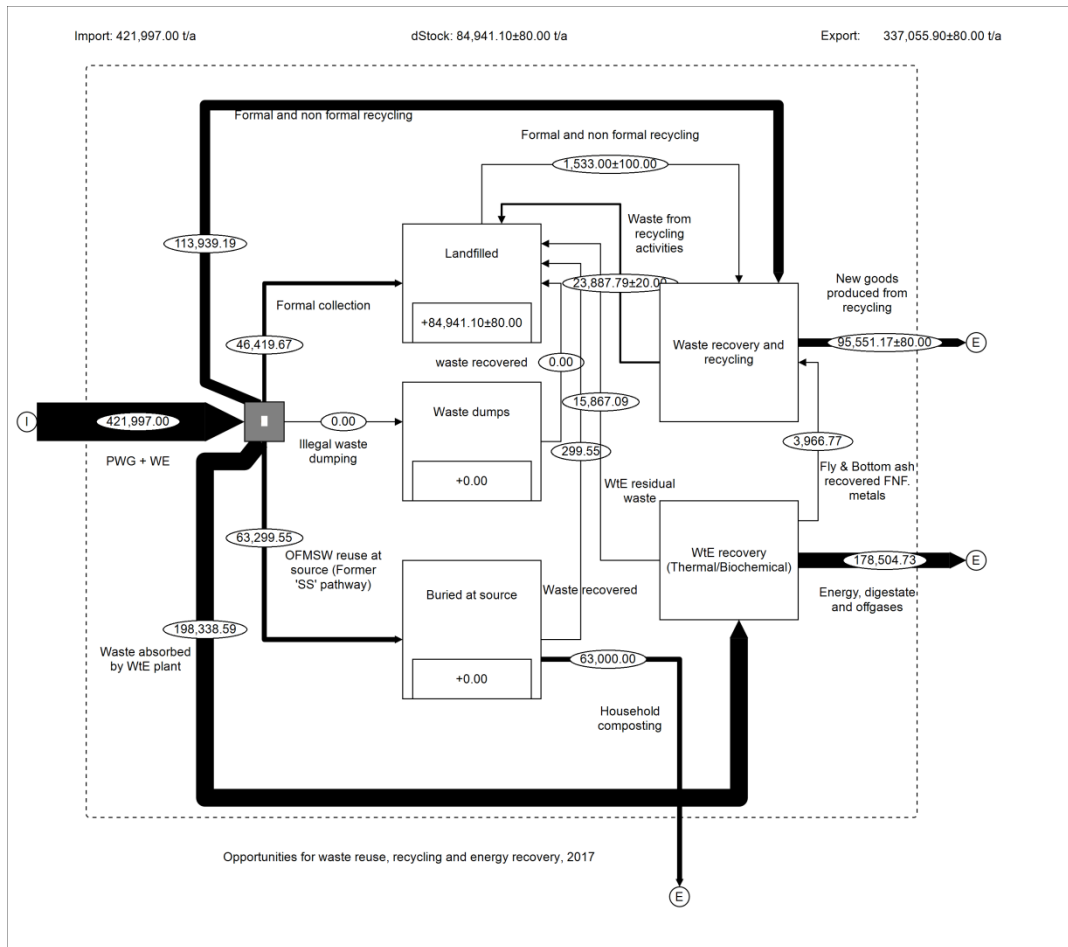 Import: 421,997.00 t/a
dStock: 84,941.10±80.00 t/a
Export: 337,055.90±80.00 t/a
Formal and non formal recycling
Formal and non formal recycling
1,533.00±100.00
Waste from
recycling
activities
113,939.19
Landfilled
+84,941.10±80.00
23,887.79±20.00
New goods
produced from
recycling
Formal collection
46,419.67
waste recovered
0.00
Waste recovery and
recycling
95,551.17±80.00
E
I
421,997.00
PWG + WE
0.00
Illegal waste
dumping
Waste dumps
+0.00
15,867.09
299.55
3,966.77
Fly & Bottom ash
recovered FNF.
metals
WtE residual
waste
63,299.55
OFMSW reuse at
source (Former
'SS' pathway)
Buried at source
+0.00
Waste recovered
WtE recovery
(Thermal/Biochemical)
178,504.73
E
Energy, digestate
and offgases
198,338.59
Waste absorbed
by WtE plant
63,000.00
Household
composting
Opportunities for waste reuse, recycling and energy recovery, 2017
E